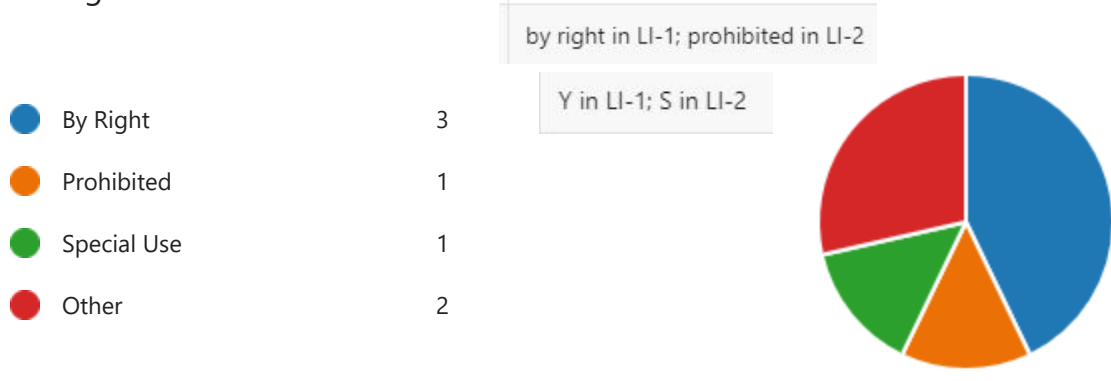 by right in LI-1; prohibited in LI-2
Y in LI-1; S in LI-2
By Right 3
Prohibited 1
Special Use 1
Other 2